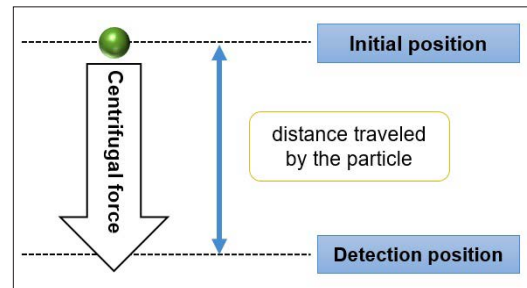 Initial position
Centrifugal force
distance traveled
by the particle
Detection position